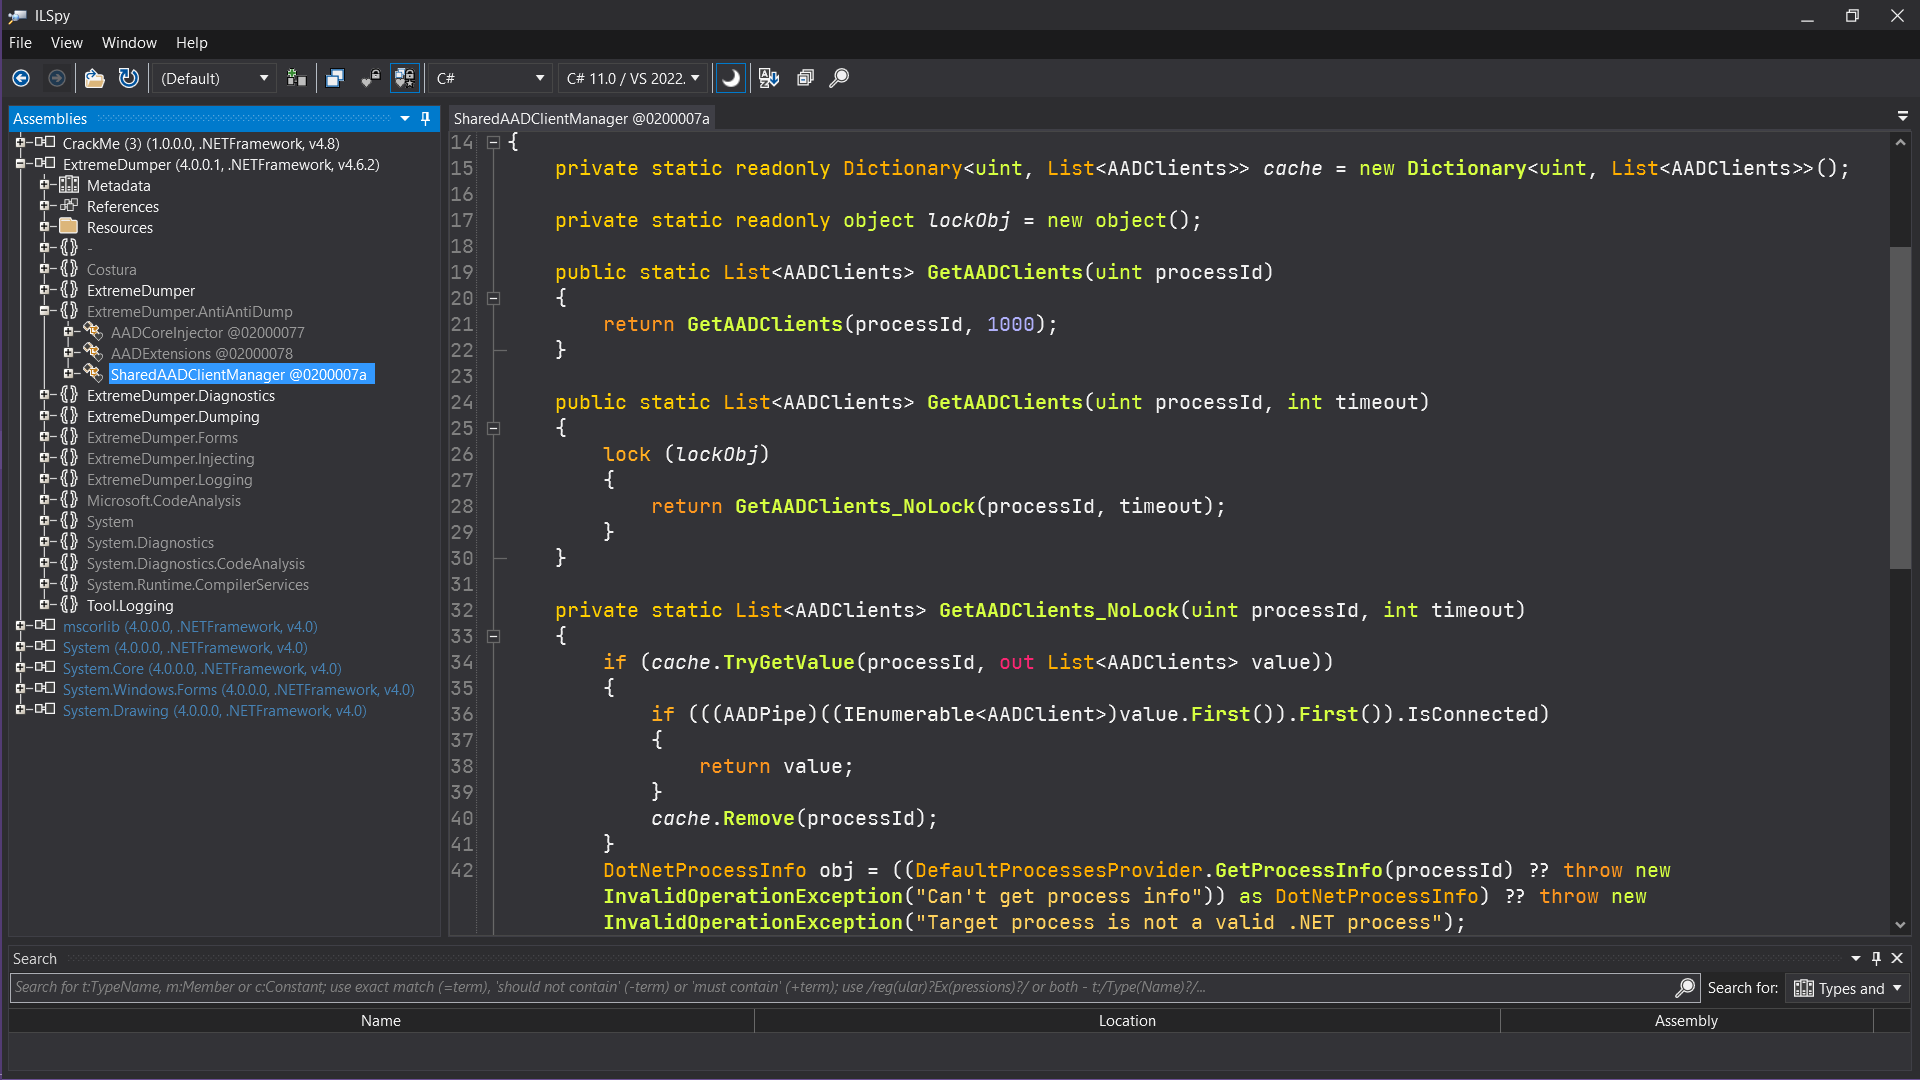 ILSpy
File View Window Help
(Default) C# C# 11.0 / VS 2022.
Assemblies
CrackMe (3) (1.0.0.0, .NETFramework, v4.8)
ExtremeDumper (4.0.0.1, .NETFramework, v4.6.2)
Metadata
References
Resources
-
Costura
ExtremeDumper
ExtremeDumper.AntiAntiDump
AADCoreInjector @02000077
AADExtensions @02000078
SharedAADClientManager @0200007a
ExtremeDumper.Diagnostics
ExtremeDumper.Dumping
ExtremeDumper.Forms
ExtremeDumper.Injecting
ExtremeDumper.Logging
Microsoft.CodeAnalysis
System
System.Diagnostics
System.Diagnostics.CodeAnalysis
System.Runtime.CompilerServices
Tool.Logging
mscorlib (4.0.0.0, .NETFramework, v4.0)
System (4.0.0.0, .NETFramework, v4.0)
System.Core (4.0.0.0, .NETFramework, v4.0)
System.Windows.Forms (4.0.0.0, .NETFramework, v4.0)
System.Drawing (4.0.0.0, .NETFramework, v4.0)
SharedAADClientManager @0200007a
14 {
15 private static readonly Dictionary<uint, List<AADClients>> cache = new Dictionary<uint, List<AADClients>>();
16
17 private static readonly object lockObj = new object();
18
19 public static List<AADClients> GetAADClients(uint processId)
20 {
21 return GetAADClients(processId, 1000);
22 }
23
24 public static List<AADClients> GetAADClients(uint processId, int timeout)
25 {
26 lock (lockObj)
27 {
28 return GetAADClients_NoLock(processId, timeout);
29 }
30 }
31
32 private static List<AADClients> GetAADClients_NoLock(uint processId, int timeout)
33 {
34 if (cache.TryGetValue(processId, out List<AADClients> value))
35 {
36 if (((AADPipe)((IEnumerable<AADClient>)value.First()).First()).IsConnected)
37 {
38 return value;
39 }
40 cache.Remove(processId);
41 }
42 DotNetProcessInfo obj = ((DefaultProcessesProvider.GetProcessInfo(processId) ?? throw new
InvalidOperationException("Can't get process info")) as DotNetProcessInfo) ?? throw new
InvalidOperationException("Target process is not a valid .NET process");
Search
Search for t:TypeName, m:Member or c:Constant; use exact match (=term), 'should not contain' (-term) or 'must contain' (+term); use /reg(ular)?Ex(pressions)?/ or both - t:/Type(Name)?/...
Search for: Types and
Name Location Assembly